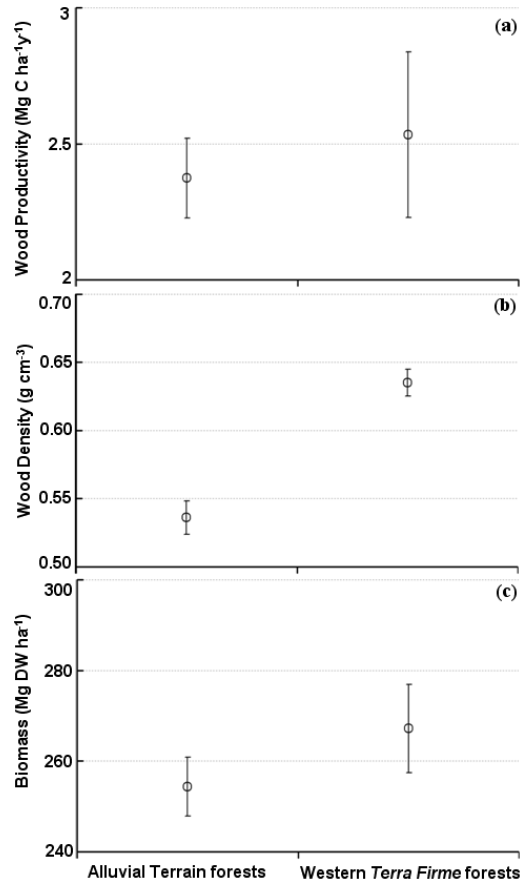 Wood Productivity (Mg C ha⁻¹y⁻¹)
3
2.5
2
(a)
Wood Density (g cm⁻³)
0.70
0.65
0.60
0.55
0.50
(b)
Biomass (Mg DW ha⁻¹)
300
280
260
240
(c)
Alluvial Terrain forests
Western Terra Firme forests